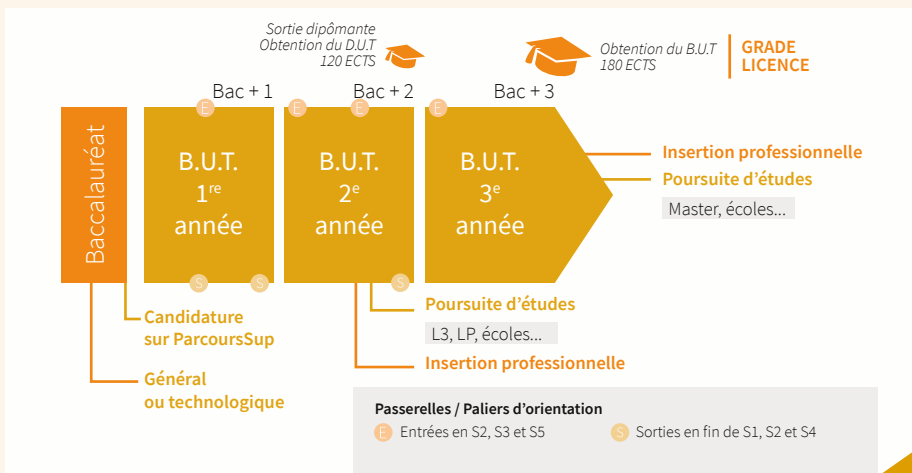 Sortie dipômante
Obtention du D.U.T
120 ECTS
Obtention du B.U.T
180 ECTS
GRADE
LICENCE
Bac + 1
Bac + 2
Bac + 3
E
E
E
E
Baccalauréat
B.U.T.
1re
année
B.U.T.
2e
année
B.U.T.
3e
année
Insertion professionnelle
Poursuite d'études
Master, écoles...
S
S
S
Candidature
sur ParcoursSup
Général
ou technologique
Poursuite d'études
L3, LP, écoles...
Insertion professionnelle
Passerelles / Paliers d'orientation
E Entrées en S2, S3 et S5
S Sorties en fin de S1, S2 et S4